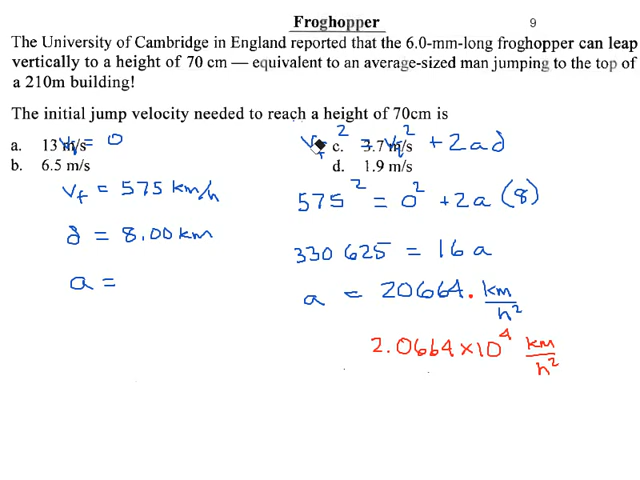 Froghopper 9
The University of Cambridge in England reported that the 6.0-mm-long froghopper can leap
vertically to a height of 70 cm — equivalent to an average-sized man jumping to the top of
a 210m building!
The initial jump velocity needed to reach a height of 70cm is
a. 13 m/s c. 3.7 m/s
b. 6.5 m/s d. 1.9 m/s
vᵢ = 0 v_f² = vᵢ² + 2ad
v_f = 575 km/h 575² = 0² + 2a (8)
d = 8.00 km 330 625 = 16 a
a = a = 20664. km/h²
2.0664 × 10⁴ km/h²